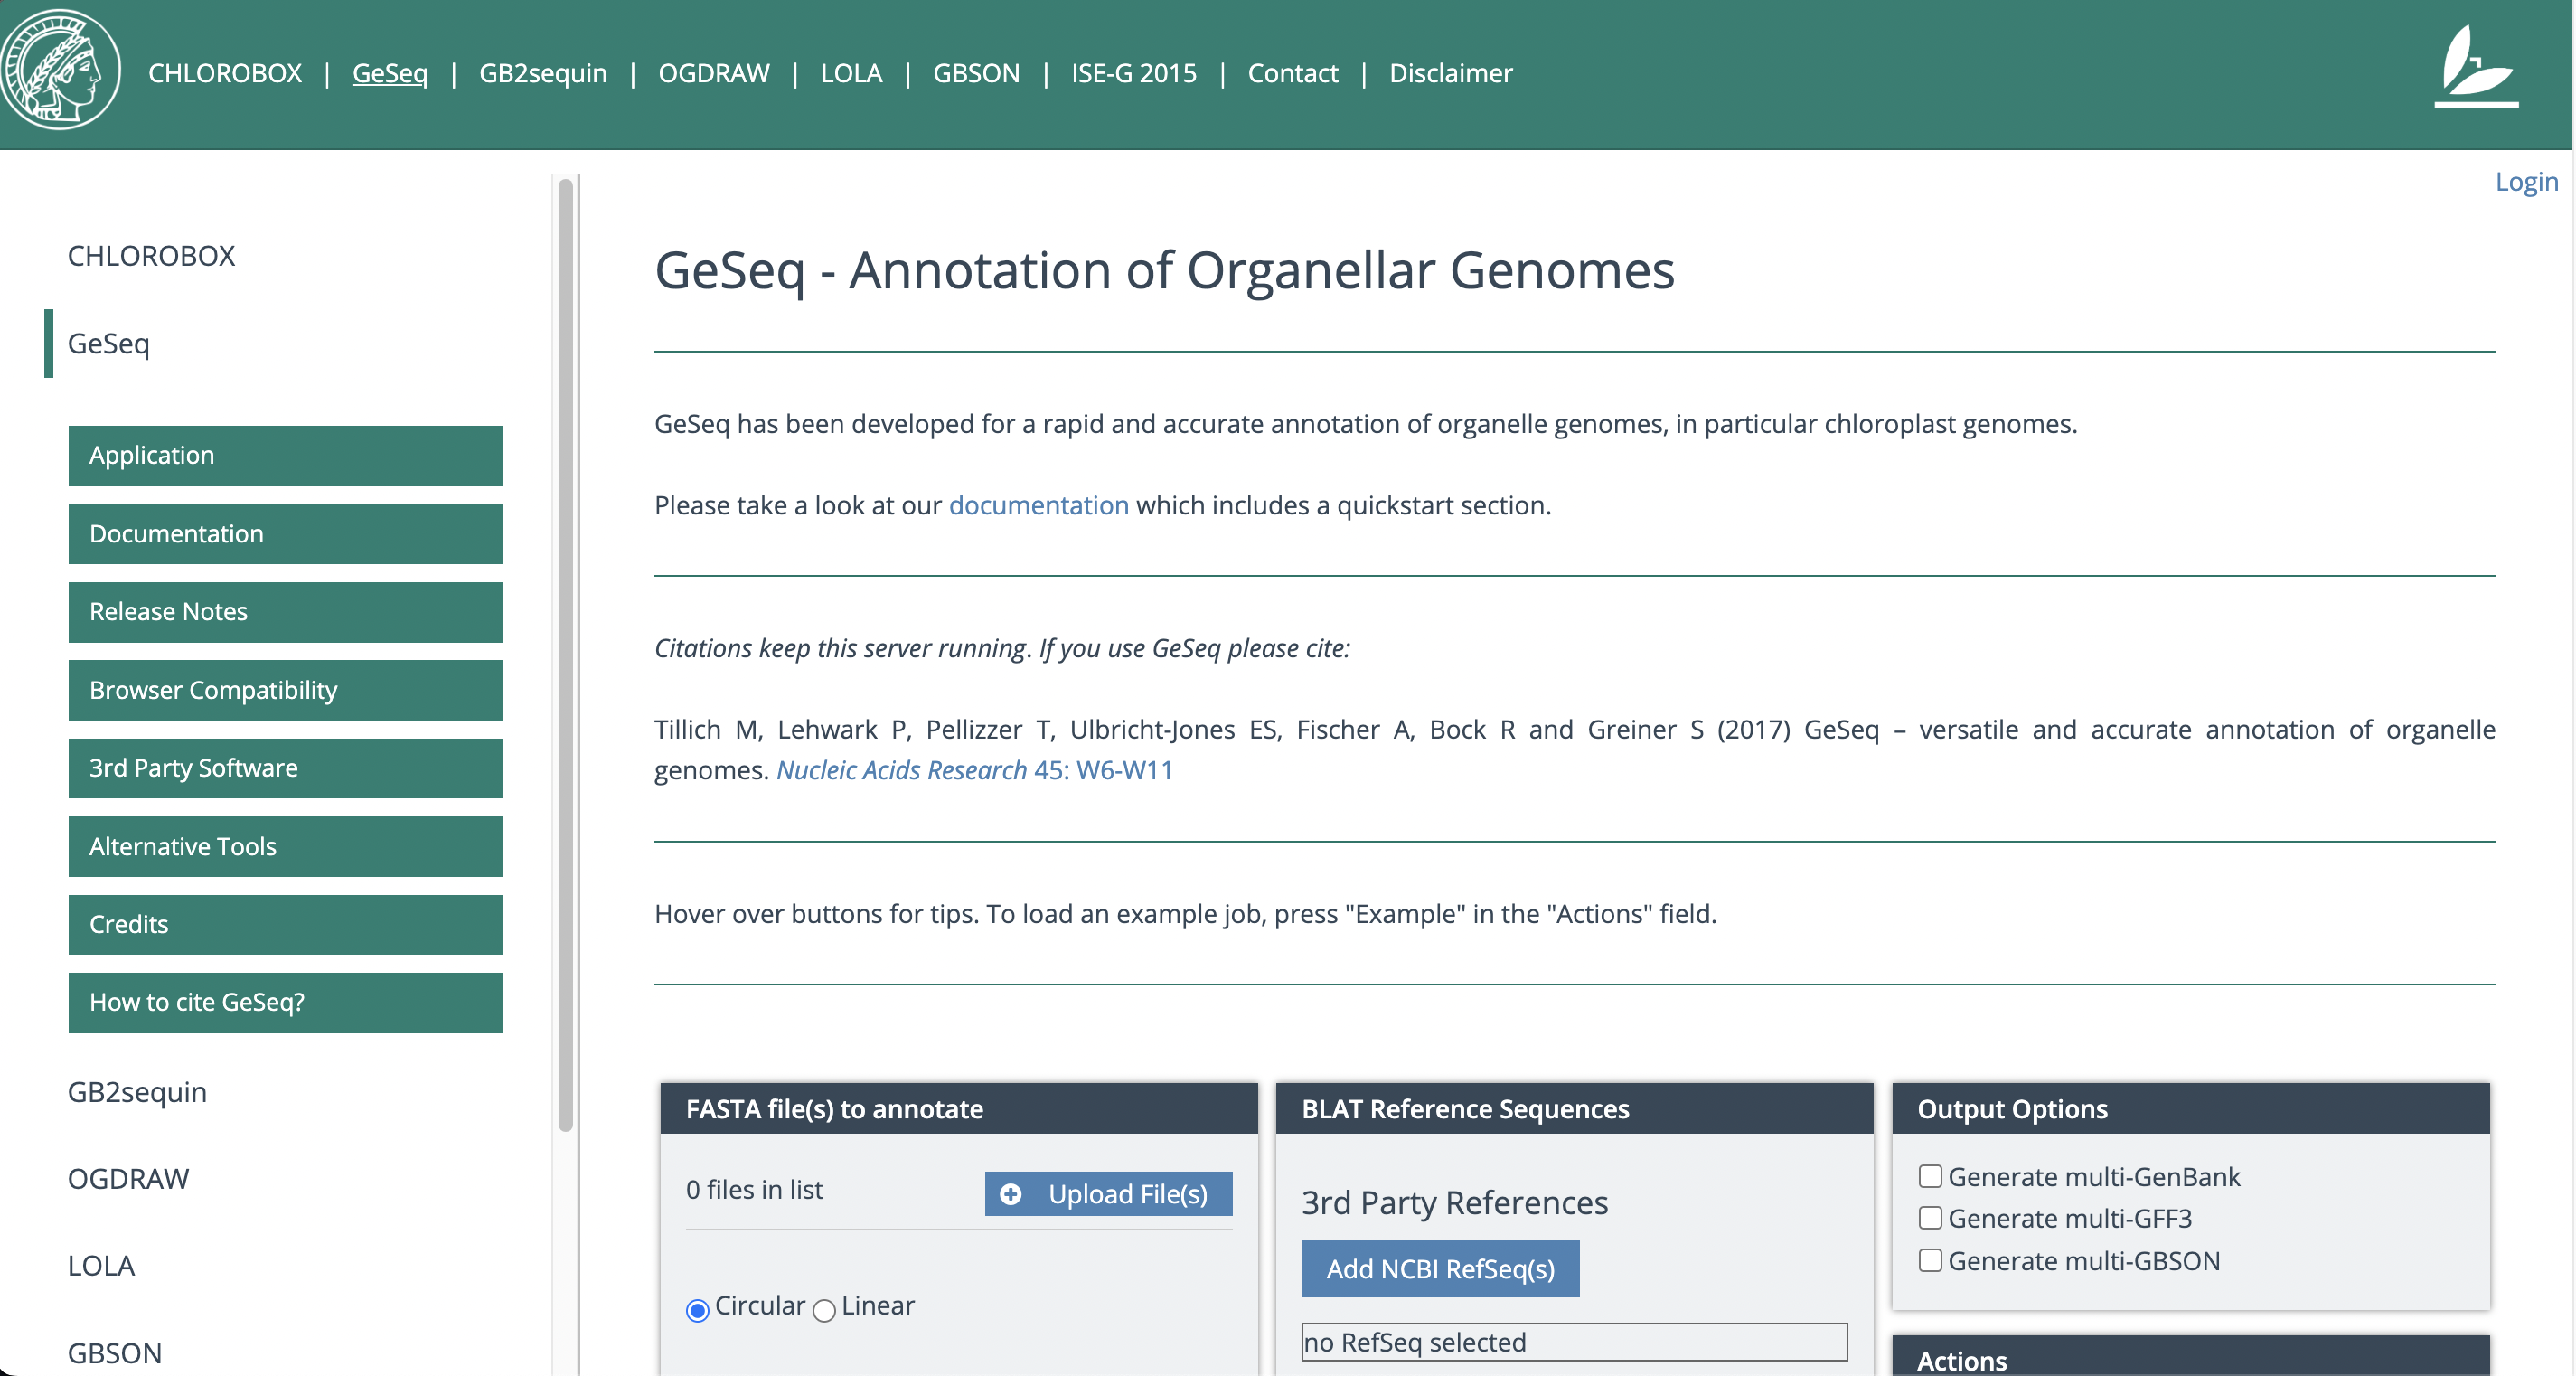 CHLOROBOX | GeSeq | GB2sequin | OGDRAW | LOLA | GBSON | ISE-G 2015 | Contact | Disclaimer
Login
CHLOROBOX
GeSeq
Application
Documentation
Release Notes
Browser Compatibility
3rd Party Software
Alternative Tools
Credits
How to cite GeSeq?
GB2sequin
OGDRAW
LOLA
GBSON
GeSeq - Annotation of Organellar Genomes
GeSeq has been developed for a rapid and accurate annotation of organelle genomes, in particular chloroplast genomes.
Please take a look at our documentation which includes a quickstart section.
Citations keep this server running. If you use GeSeq please cite:
Tillich M, Lehwark P, Pellizzer T, Ulbricht-Jones ES, Fischer A, Bock R and Greiner S (2017) GeSeq – versatile and accurate annotation of organelle
genomes. Nucleic Acids Research 45: W6-W11
Hover over buttons for tips. To load an example job, press "Example" in the "Actions" field.
FASTA file(s) to annotate
0 files in list
Upload File(s)
Circular Linear
BLAT Reference Sequences
3rd Party References
Add NCBI RefSeq(s)
no RefSeq selected
Output Options
Generate multi-GenBank
Generate multi-GFF3
Generate multi-GBSON
Actions